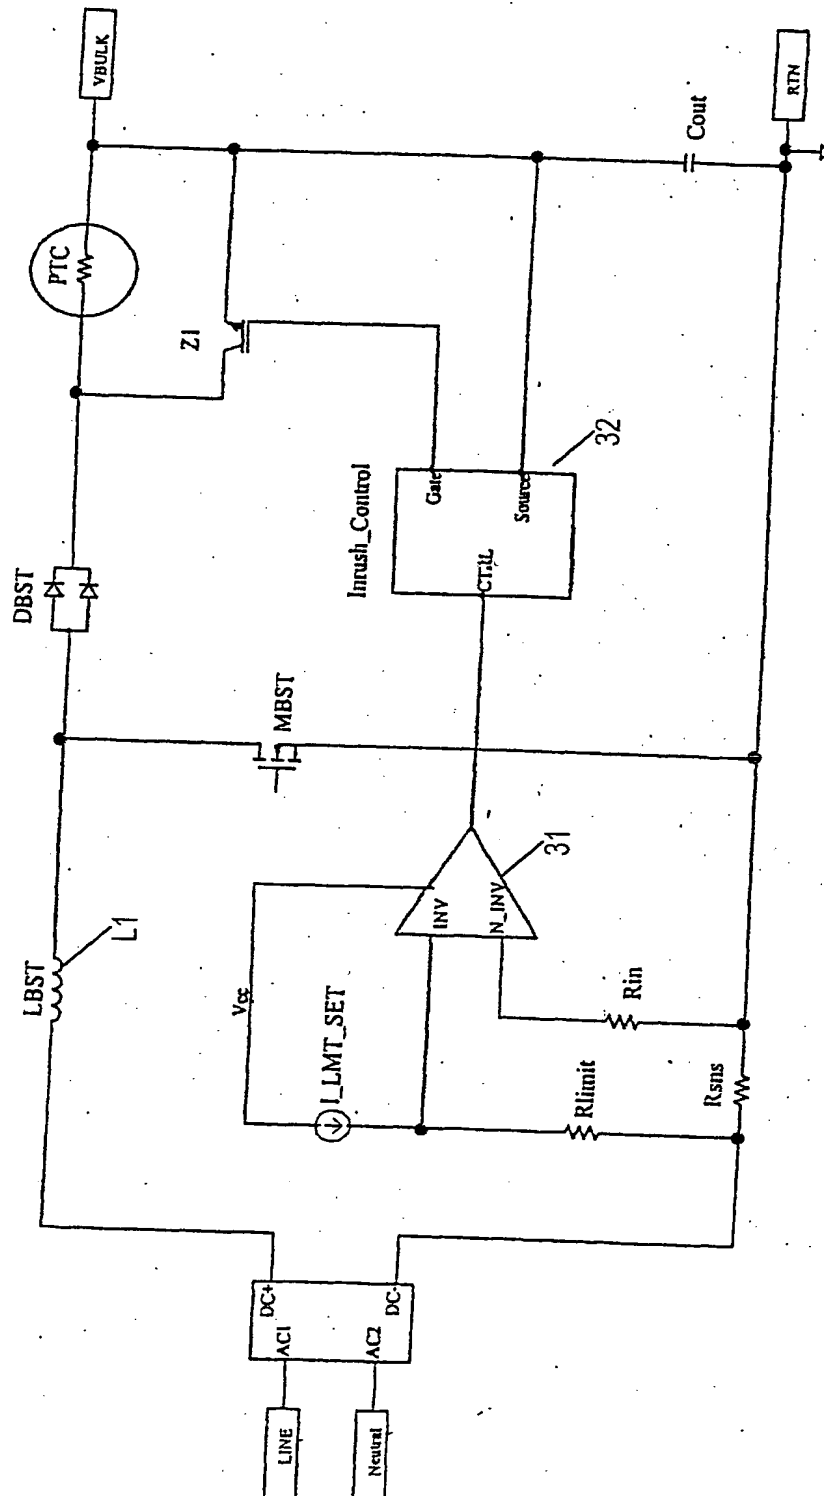 VBULK
RTN
Cout
PTC
Z1
32
Inrush_Control
Gate
Source
CTRL
DBST
MBST
31
INV
N_INV
L1
LBST
Vcc
I_LMT_SET
Rin
Rlimit
Rsns
DC+
DC-
AC1
AC2
LINE
Neutral